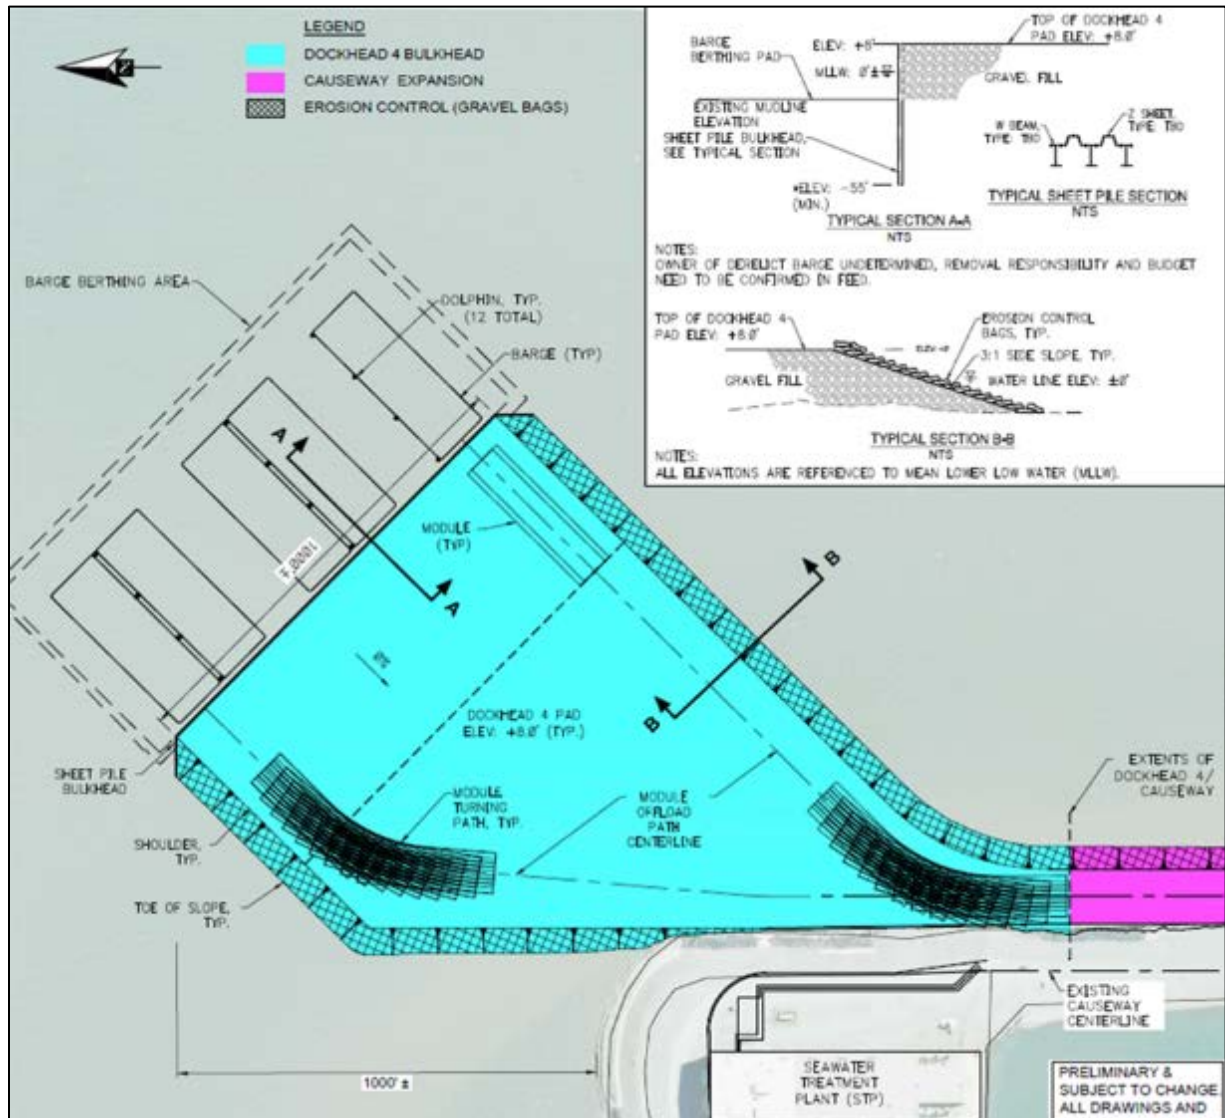 LEGEND
DOCKHEAD 4 BULKHEAD
CAUSEWAY EXPANSION
EROSION CONTROL (GRAVEL BAGS)
BARGE
BERTHING PAD
ELEV: +8'
MLLW: 0'±
TOP OF DOCKHEAD 4
PAD ELEV: +8.0'
GRAVEL FILL
EXISTING MUDLINE
ELEVATION
SHEET PILE BULKHEAD,
SEE TYPICAL SECTION
W BEAM,
TYPE: TBD
Z SHEET,
TYPE: TBD
*ELEV: -55'
(MIN.)
TYPICAL SECTION A-A
NTS
TYPICAL SHEET PILE SECTION
NTS
NOTES:
OWNER OF DERELICT BARGE UNDETERMINED, REMOVAL RESPONSIBILITY AND BUDGET
NEED TO BE CONFIRMED IN FEED.
TOP OF DOCKHEAD 4
PAD ELEV: +8.0'
EROSION CONTROL
BAGS, TYP.
3:1 SIDE SLOPE, TYP.
GRAVEL FILL
WATER LINE ELEV: ±0'
TYPICAL SECTION B-B
NTS
NOTES:
ALL ELEVATIONS ARE REFERENCED TO MEAN LOWER LOW WATER (MLLW).
BARGE BERTHING AREA
DOLPHIN, TYP.
(12 TOTAL)
BARGE (TYP)
A
A
1000'±
MODULE
(TYP)
B
B
DOCKHEAD 4 PAD
ELEV: +8.0' (TYP.)
SHEET PILE
BULKHEAD
MODULE
TURNING
PATH, TYP.
MODULE
OFFLOAD
PATH
CENTERLINE
EXTENTS OF
DOCKHEAD 4/
CAUSEWAY
SHOULDER,
TYP.
TOE OF SLOPE,
TYP.
EXISTING
CAUSEWAY
CENTERLINE
1000' ±
SEAWATER
TREATMENT
PLANT (STP)
PRELIMINARY &
SUBJECT TO CHANGE
ALL DRAWINGS AND